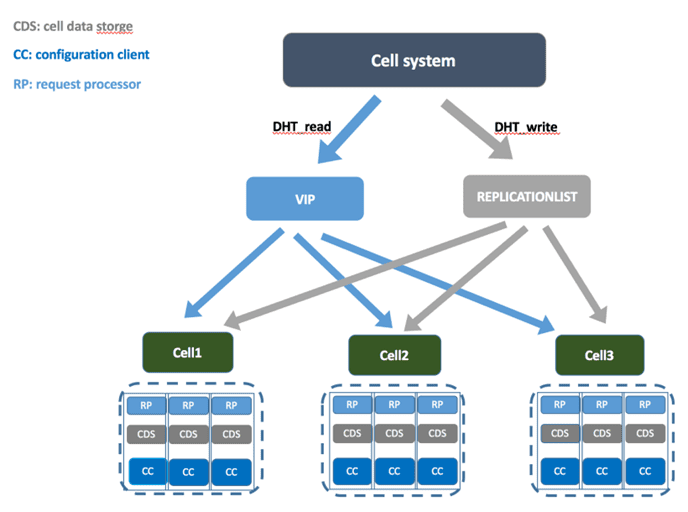 CDS: cell data storge
CC: configuration client
RP: request processor
Cell system
DHT_read
DHT_write
VIP
REPLICATIONLIST
Cell1
Cell2
Cell3
RP RP RP RP RP RP RP RP RP
CDS CDS CDS CDS CDS CDS CDS CDS CDS
CC CC CC CC CC CC CC CC CC